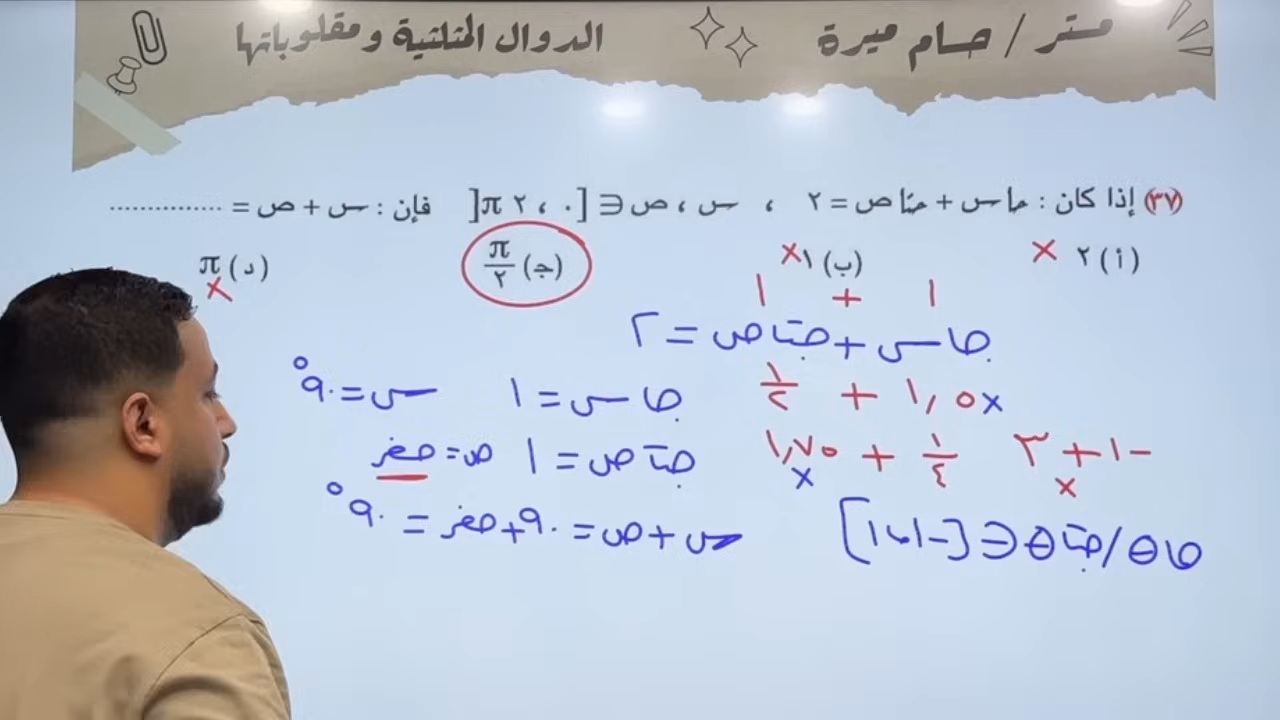 مستر / حسام ميرة
الدوال المثلثية ومقلوباتها
(٣٧) إذا كان : حا س + حتا ص = ٢ ، س ، ص ∈ [٠ ، ٢ π[ فإن : س + ص = ...............
(أ) ٢ × (ب) ١ × (جـ) π/٢ (د) π ×
١ + ١
جا س + جتا ص = ٢
١,٥ + ١/٢ ×
جا س = ١ س = ٩٠°
-١ + ٣ ×
١/٤ + ١,٧٥ ×
جتا ص = ١ ص = صفر
جا θ / جتا θ ∈ [-١ ، ١]
س + ص = ٩٠ + صفر = ٩٠°